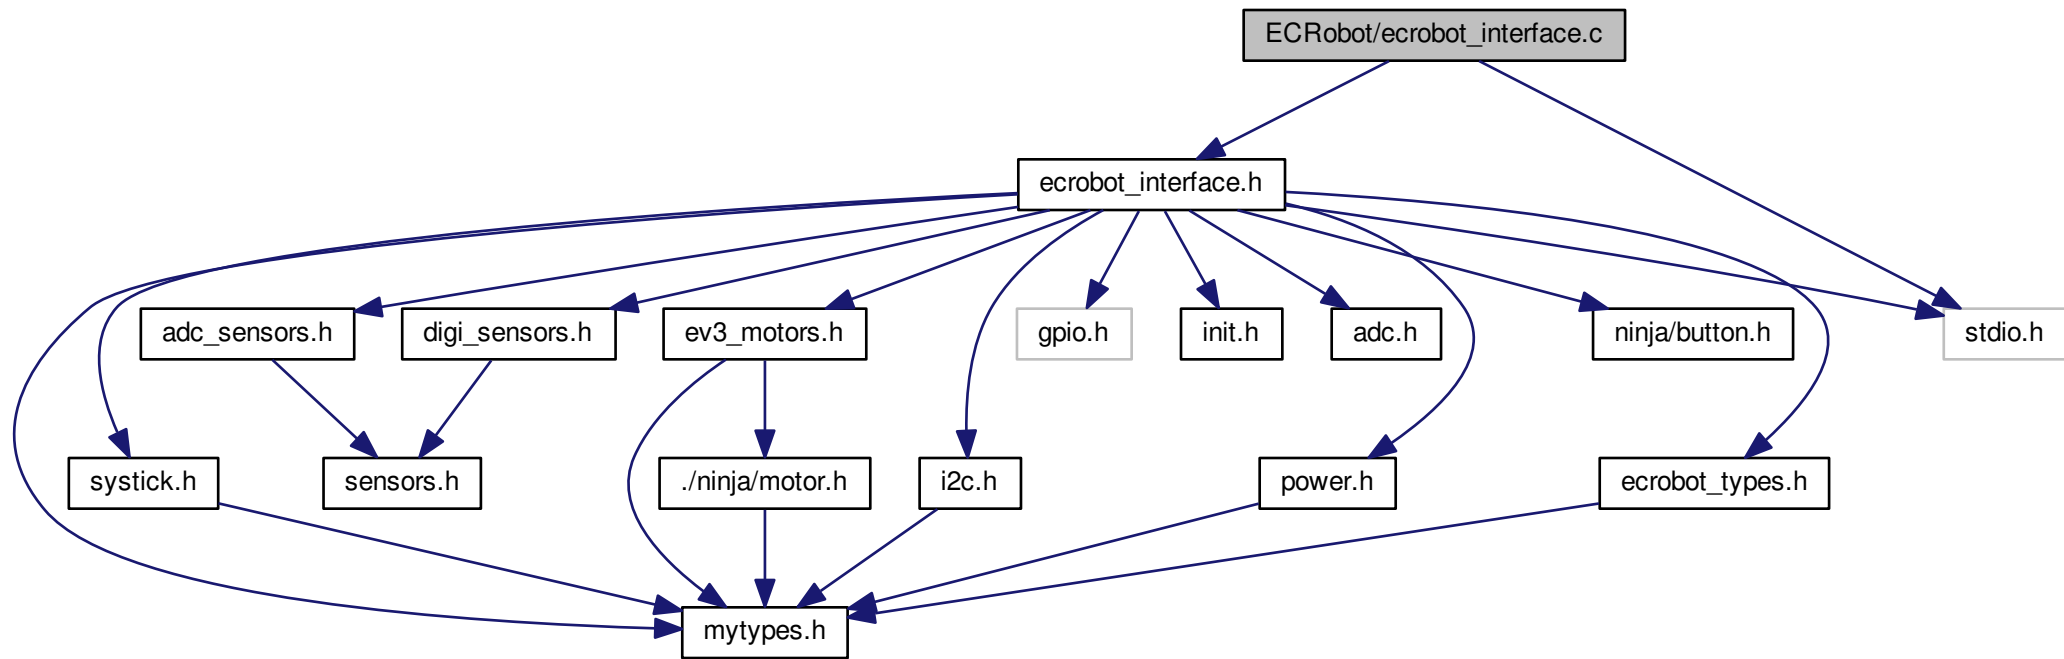 ECRobot/ecrobot_interface.c
ecrobot_interface.h
adc_sensors.h
digi_sensors.h
ev3_motors.h
gpio.h
init.h
adc.h
ninja/button.h
stdio.h
systick.h
sensors.h
./ninja/motor.h
i2c.h
power.h
ecrobot_types.h
mytypes.h